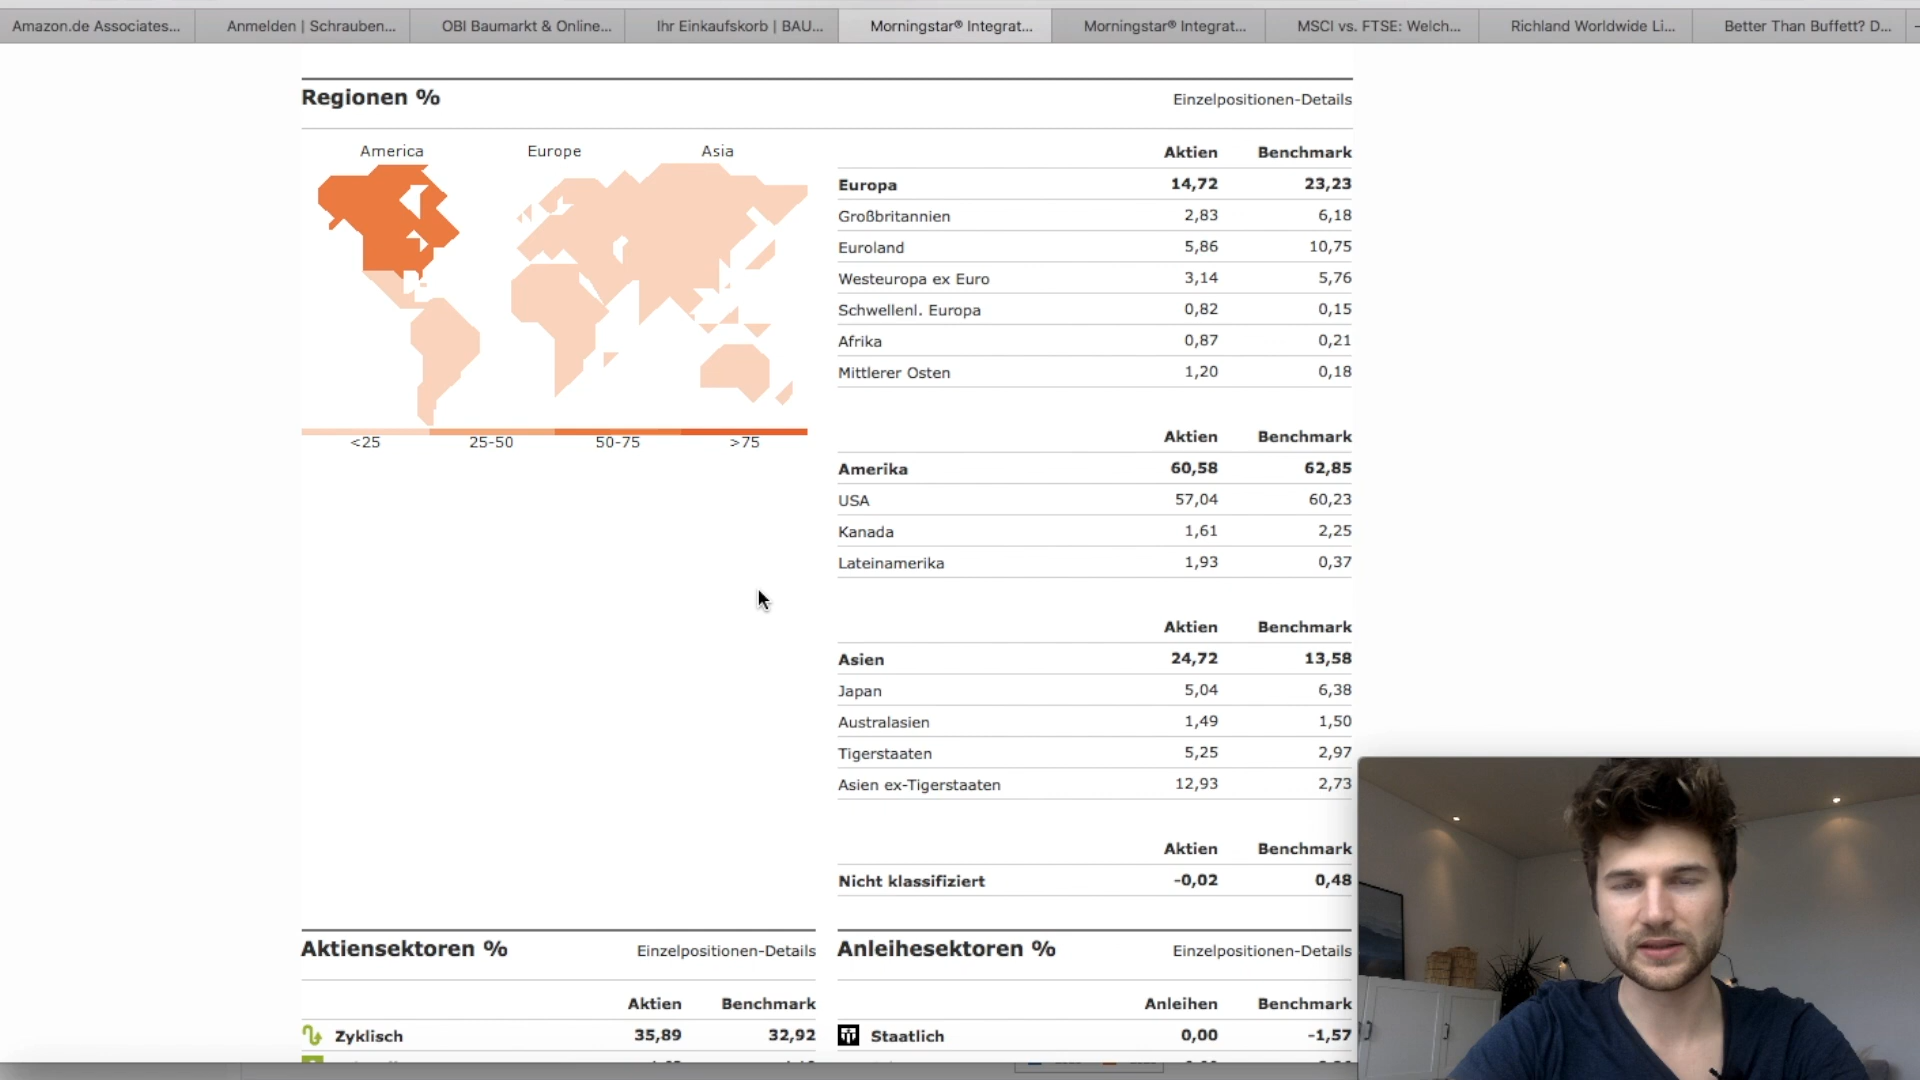 Amazon.de Associates...
Anmelden | Schrauben...
OBI Baumarkt & Online...
Ihr Einkaufskorb | BAU...
Morningstar® Integrat...
Morningstar® Integrat...
MSCI vs. FTSE: Welch...
Richland Worldwide Li...
Better Than Buffett? D...
Regionen %
Einzelpositionen-Details
America Europe Asia
<25 25-50 50-75 >75
Aktien Benchmark
Europa 14,72 23,23
Großbritannien 2,83 6,18
Euroland 5,86 10,75
Westeuropa ex Euro 3,14 5,76
Schwellenl. Europa 0,82 0,15
Afrika 0,87 0,21
Mittlerer Osten 1,20 0,18
Aktien Benchmark
Amerika 60,58 62,85
USA 57,04 60,23
Kanada 1,61 2,25
Lateinamerika 1,93 0,37
Aktien Benchmark
Asien 24,72 13,58
Japan 5,04 6,38
Australasien 1,49 1,50
Tigerstaaten 5,25 2,97
Asien ex-Tigerstaaten 12,93 2,73
Aktien Benchmark
Nicht klassifiziert -0,02 0,48
Aktiensektoren % Einzelpositionen-Details
Aktien Benchmark
Zyklisch 35,89 32,92
Anleihesektoren % Einzelpositionen-Details
Anleihen Benchmark
Staatlich 0,00 -1,57